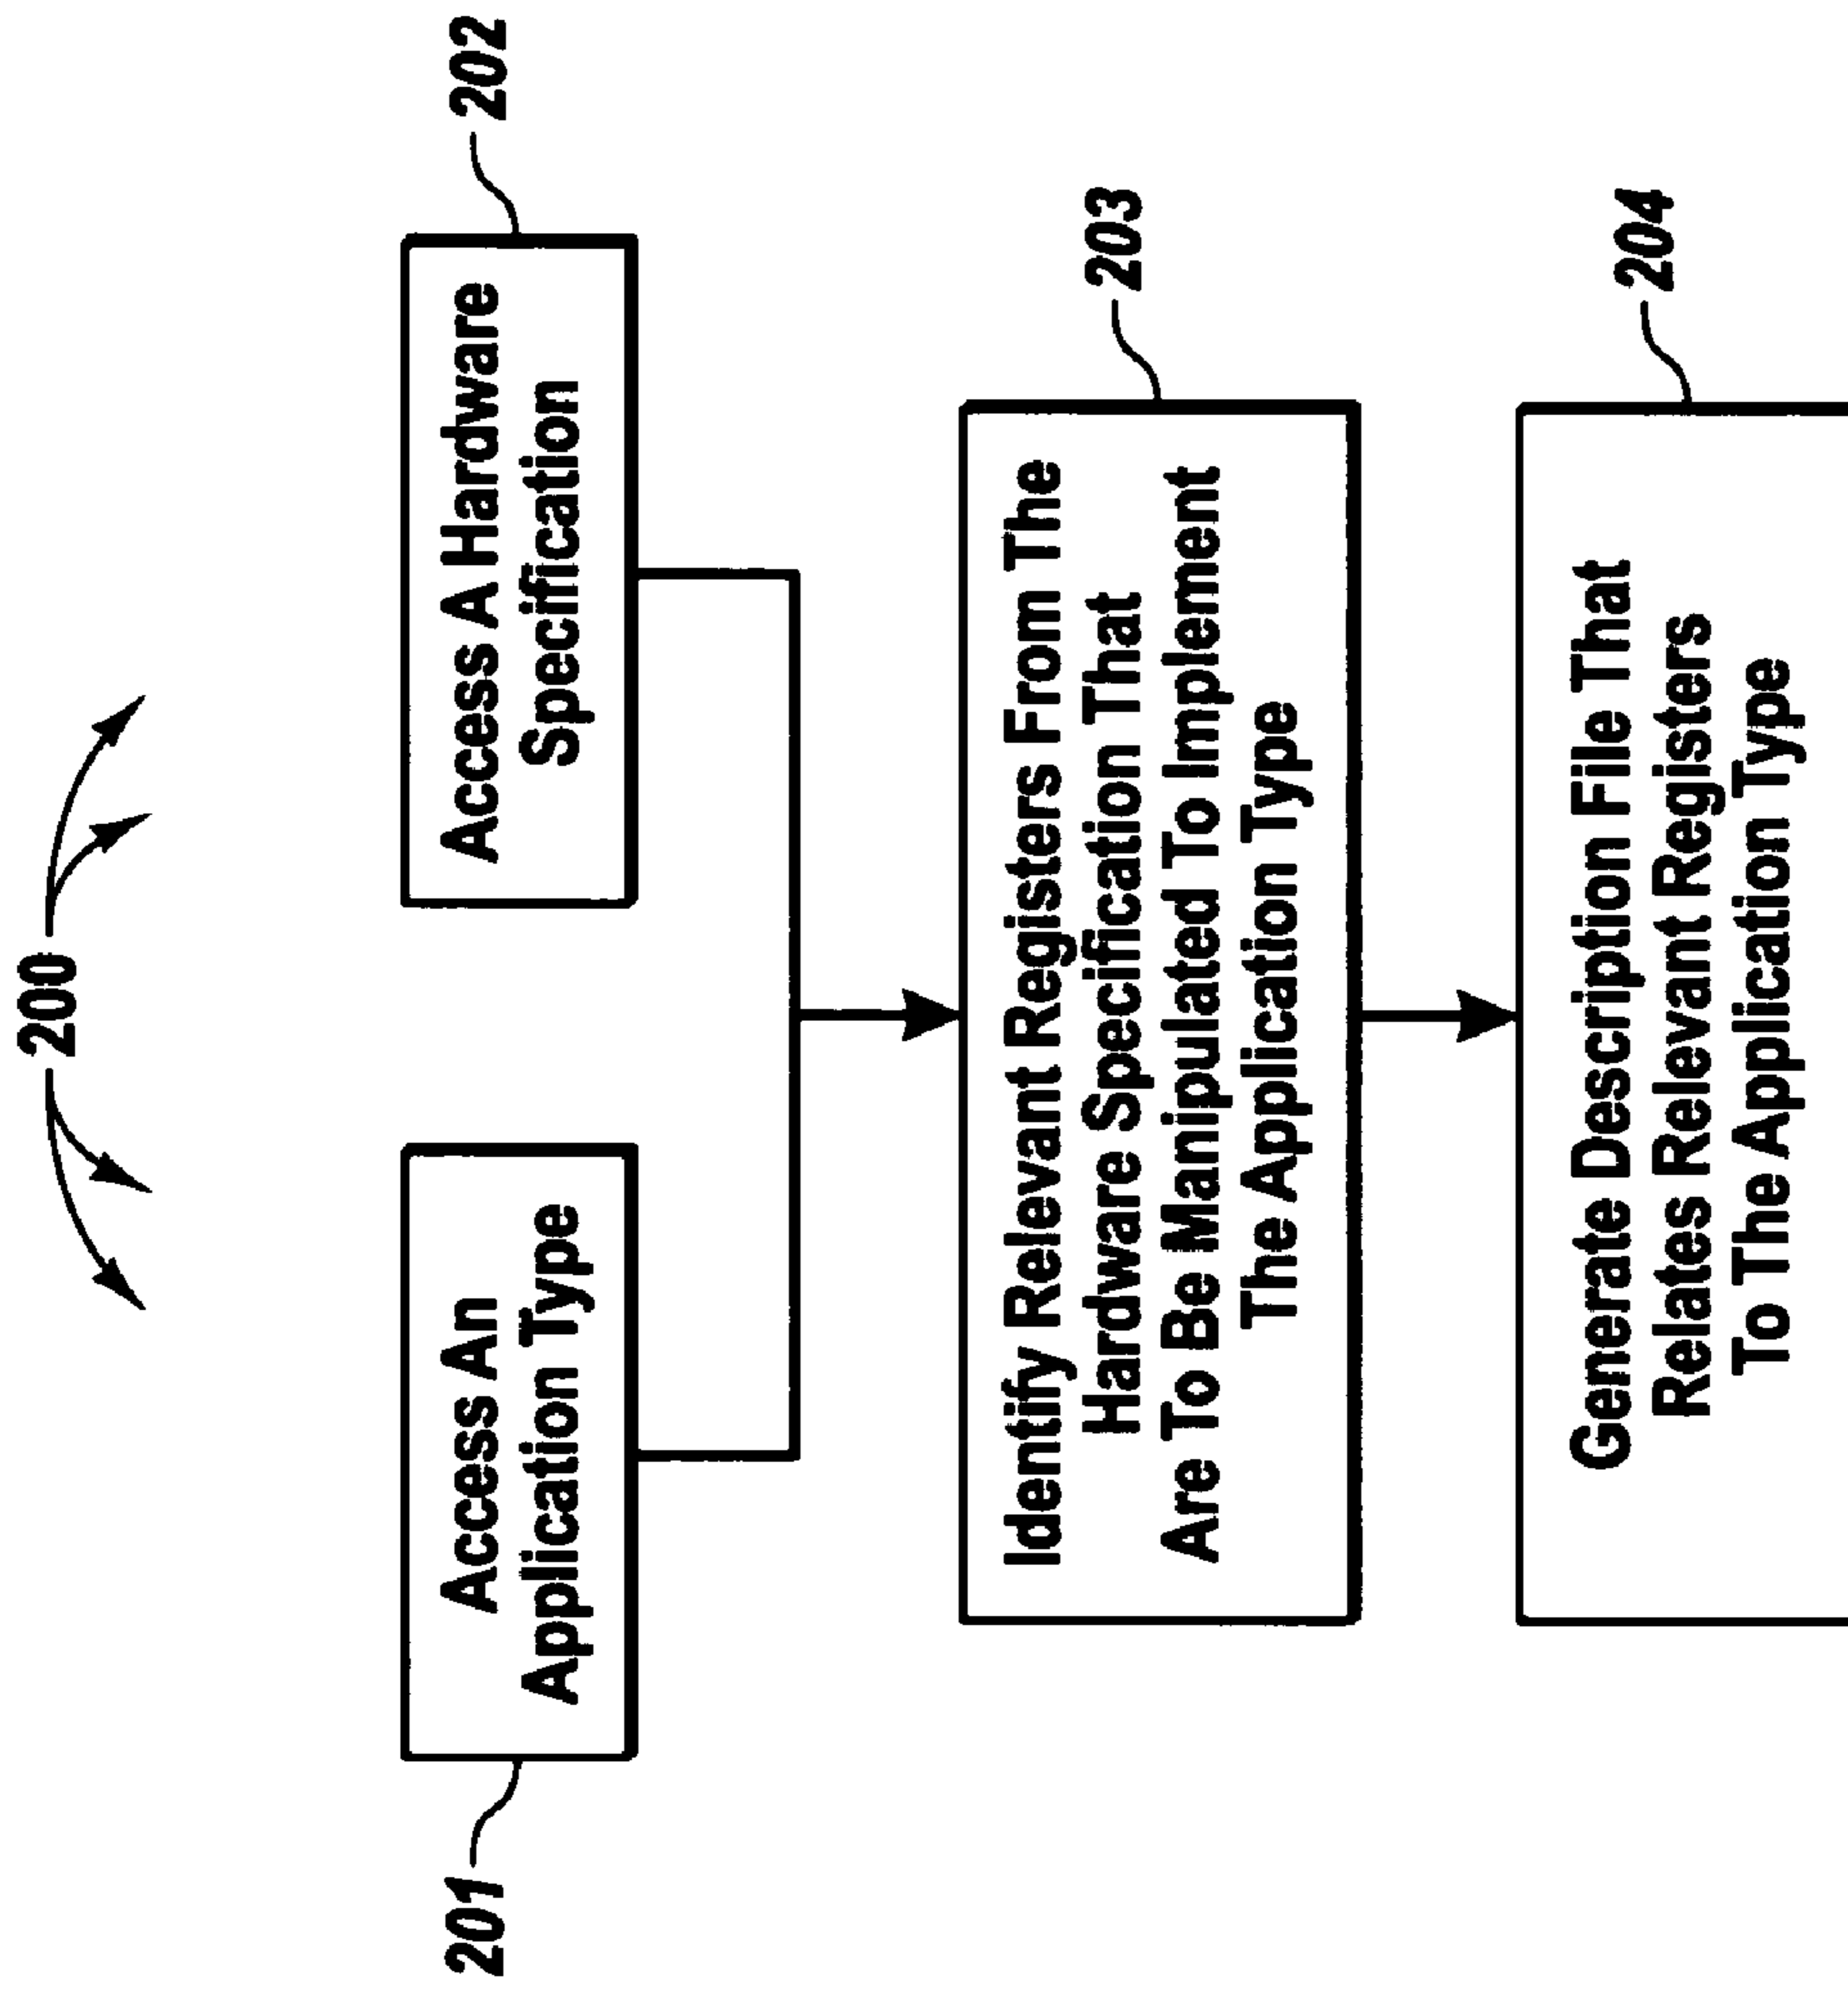 200
201
Access An
Application Type
202
Access A Hardware
Specification
203
Identify Relevant Registers From The
Hardware Specification That
Are To Be Manipulated To Implement
The Application Type
204
Generate Description File That
Relates Relevant Registers
To The Application Type